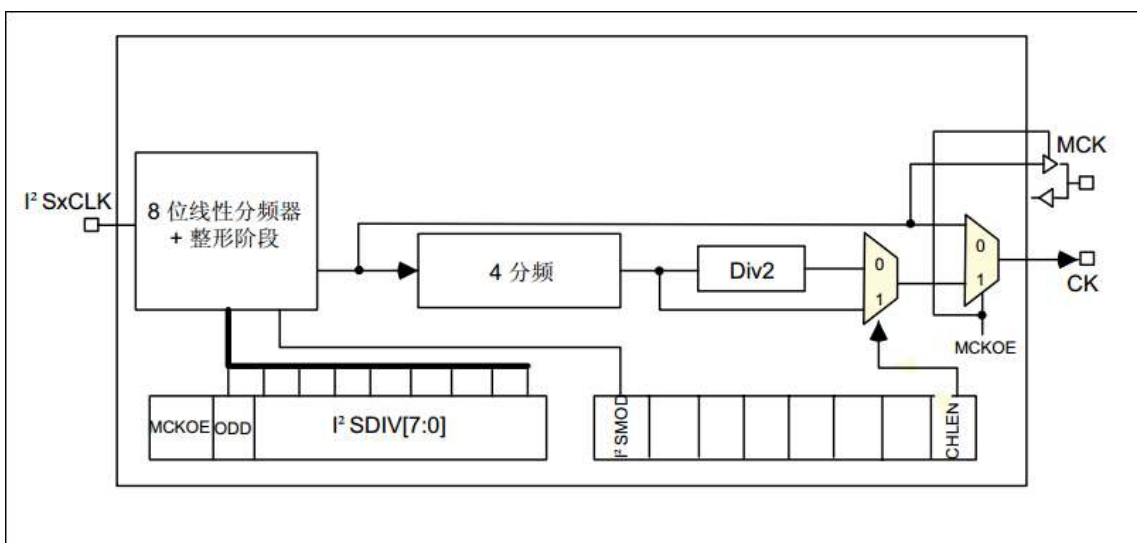 MCK
I² SxCLK
8 位线性分频器
+ 整形阶段
0
4 分频
Div2
0
1
1
CK
MCKOE
MCKOE
ODD
I² SDIV[7:0]
I² SMOD
CHLEN